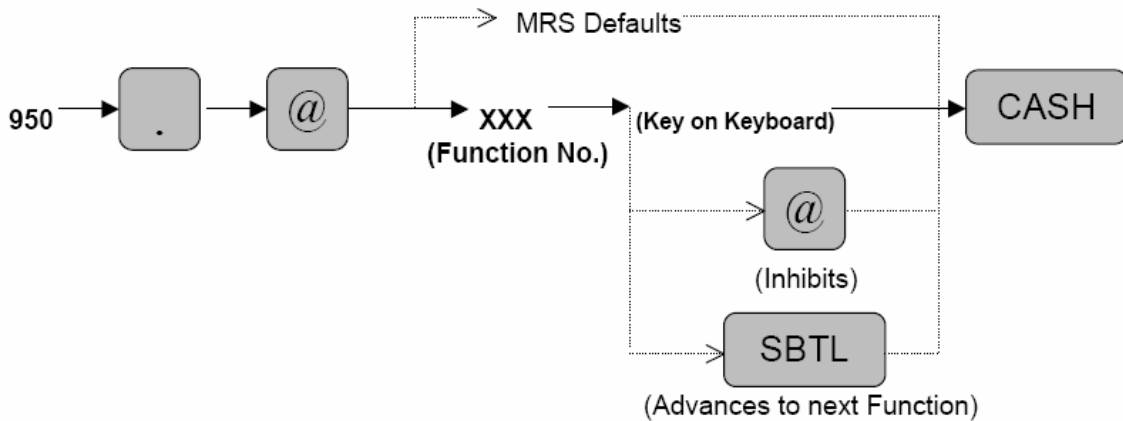 MRS Defaults
950
.
@
XXX
(Function No.)
(Key on Keyboard)
CASH
@
(Inhibits)
SBTL
(Advances to next Function)